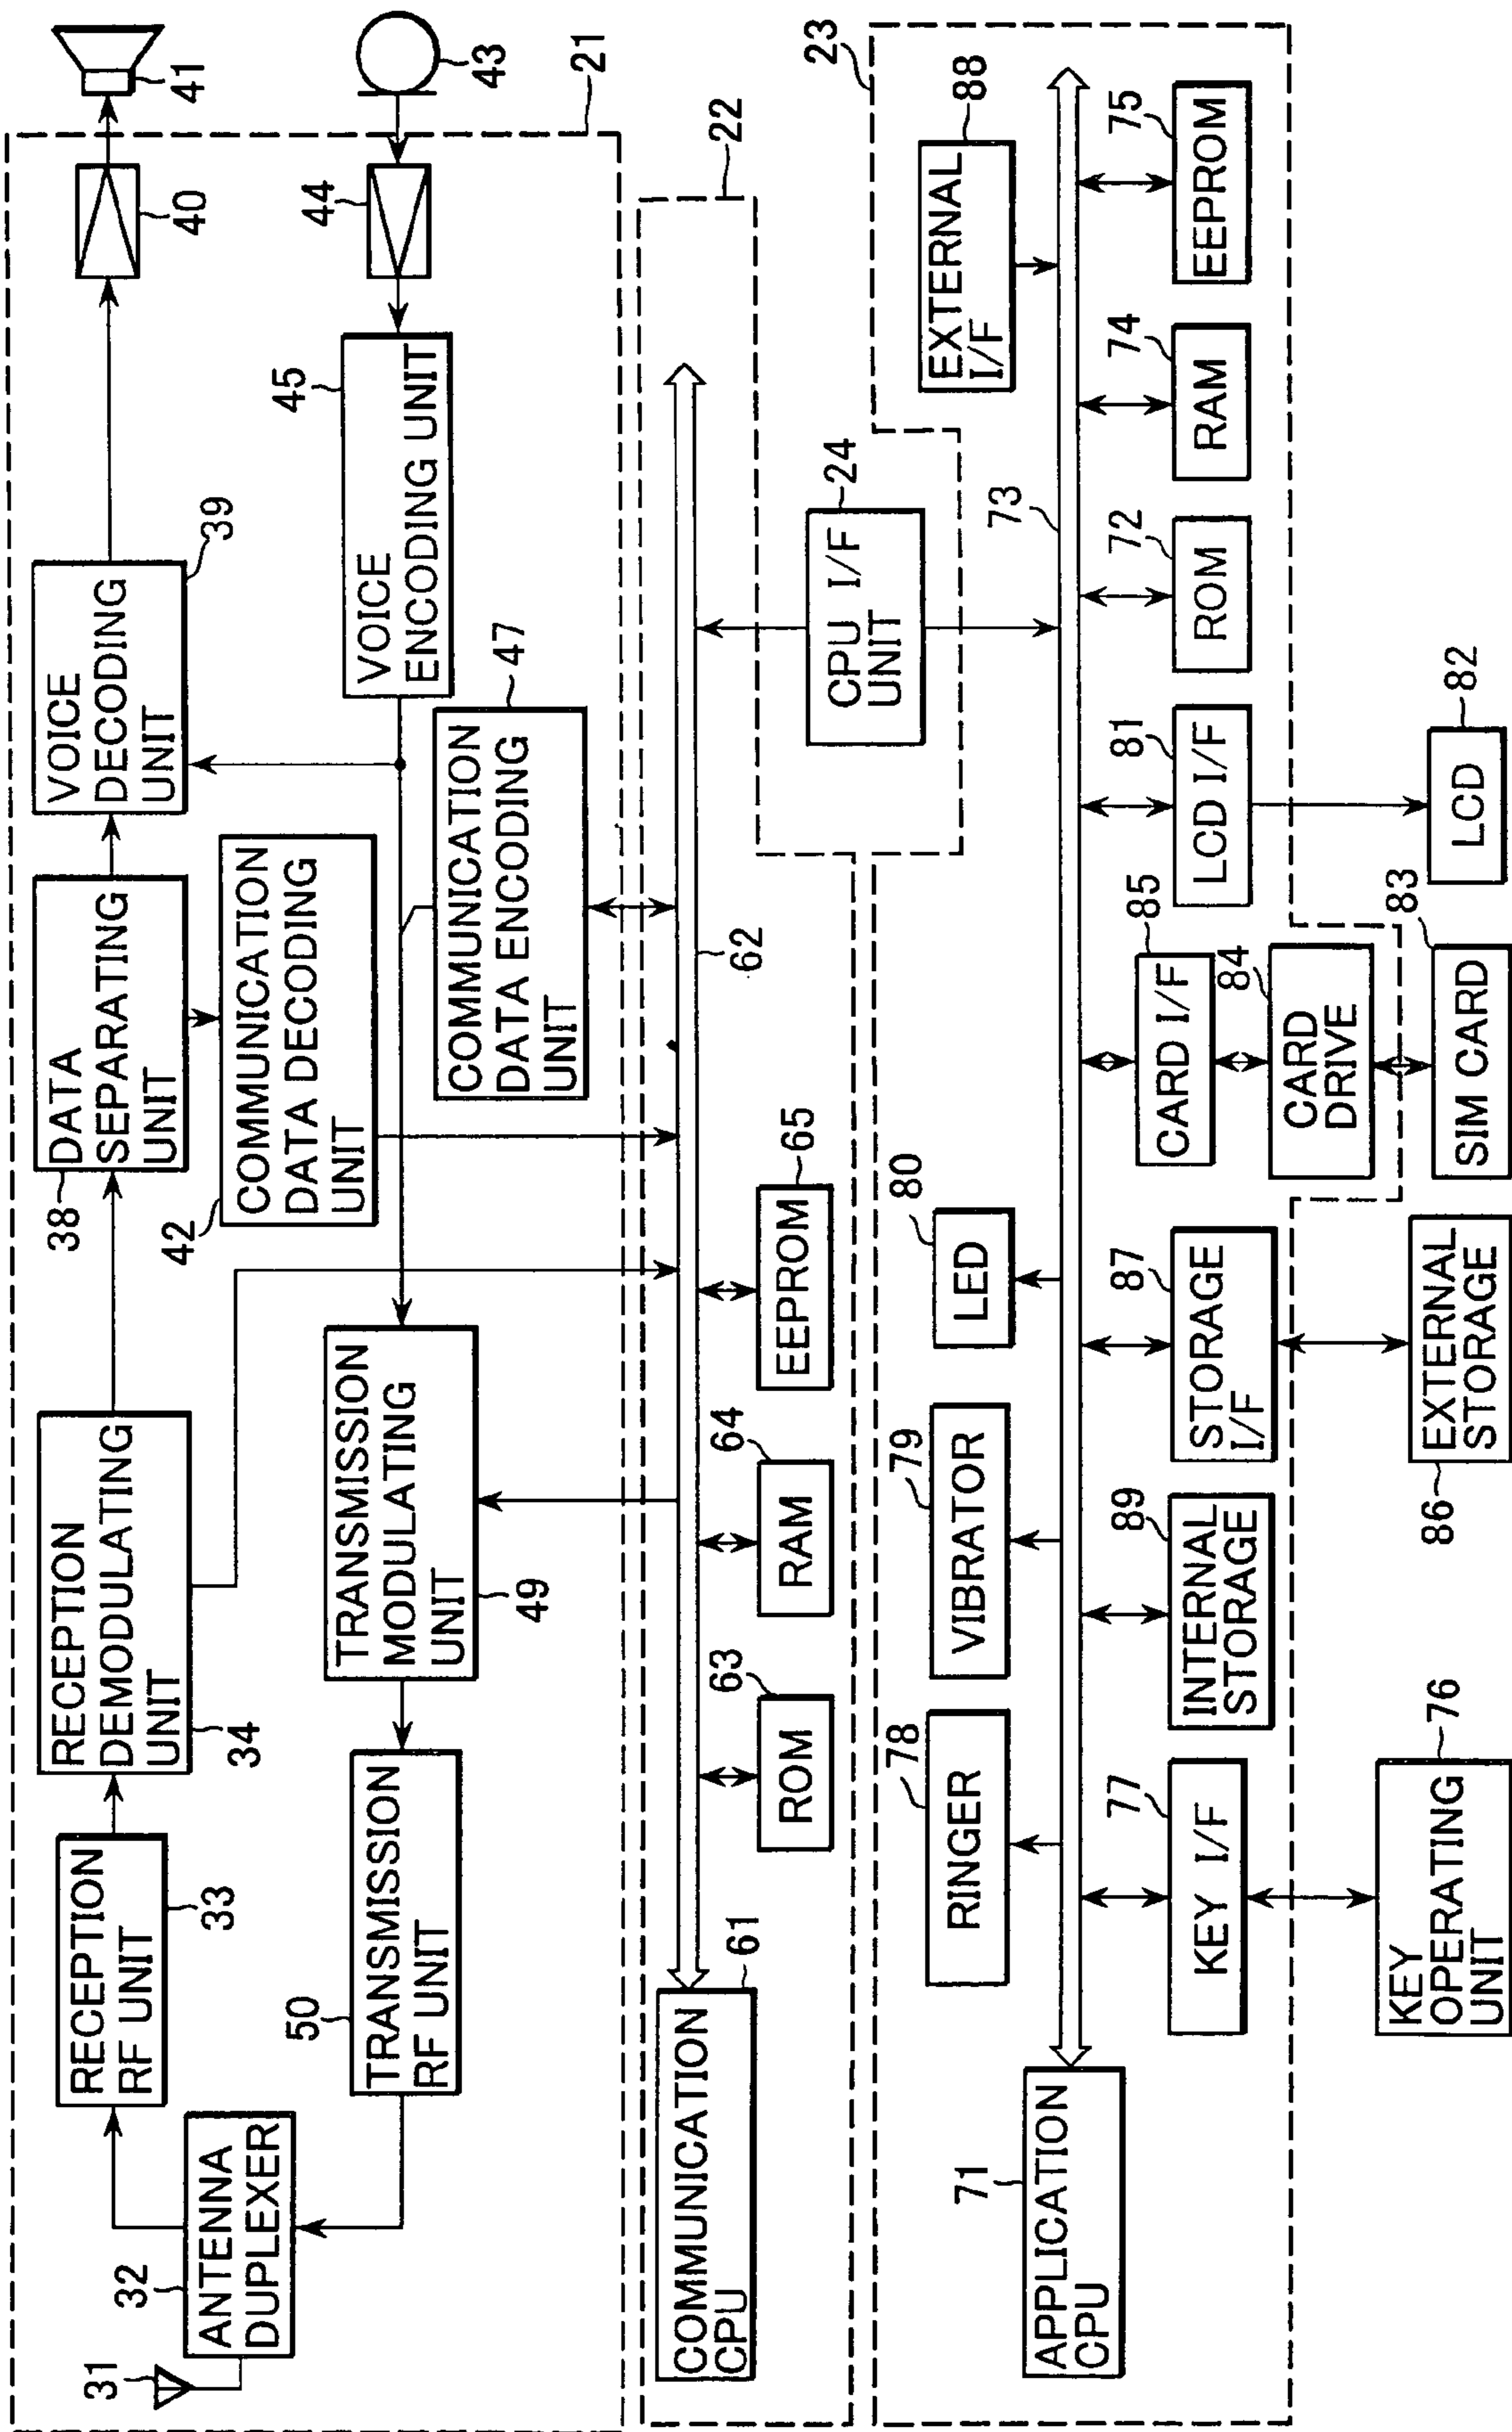 31
32
ANTENNA
DUPLEXER
RECEPTION
RF UNIT
33
RECEPTION
DEMODULATING
UNIT
34
38
DATA
SEPARATING
UNIT
VOICE
DECODING
UNIT
39
40
41
42
COMMUNICATION
DATA DECODING
UNIT
43
44
45
VOICE
ENCODING UNIT
47
COMMUNICATION
DATA ENCODING
UNIT
TRANSMISSION
MODULATING
UNIT
49
50
TRANSMISSION
RF UNIT
21
22
COMMUNICATION
CPU
61
62
63
ROM
64
RAM
65
EEPROM
CPU I/F
UNIT
24
23
71
APPLICATION
CPU
73
78
RINGER
79
VIBRATOR
80
LED
EXTERNAL
I/F
88
77
KEY I/F
89
INTERNAL
STORAGE
87
STORAGE
I/F
85
CARD I/F
84
CARD
DRIVE
81
LCD I/F
72
ROM
74
RAM
75
EEPROM
76
KEY
OPERATING
UNIT
86
EXTERNAL
STORAGE
83
SIM CARD
82
LCD